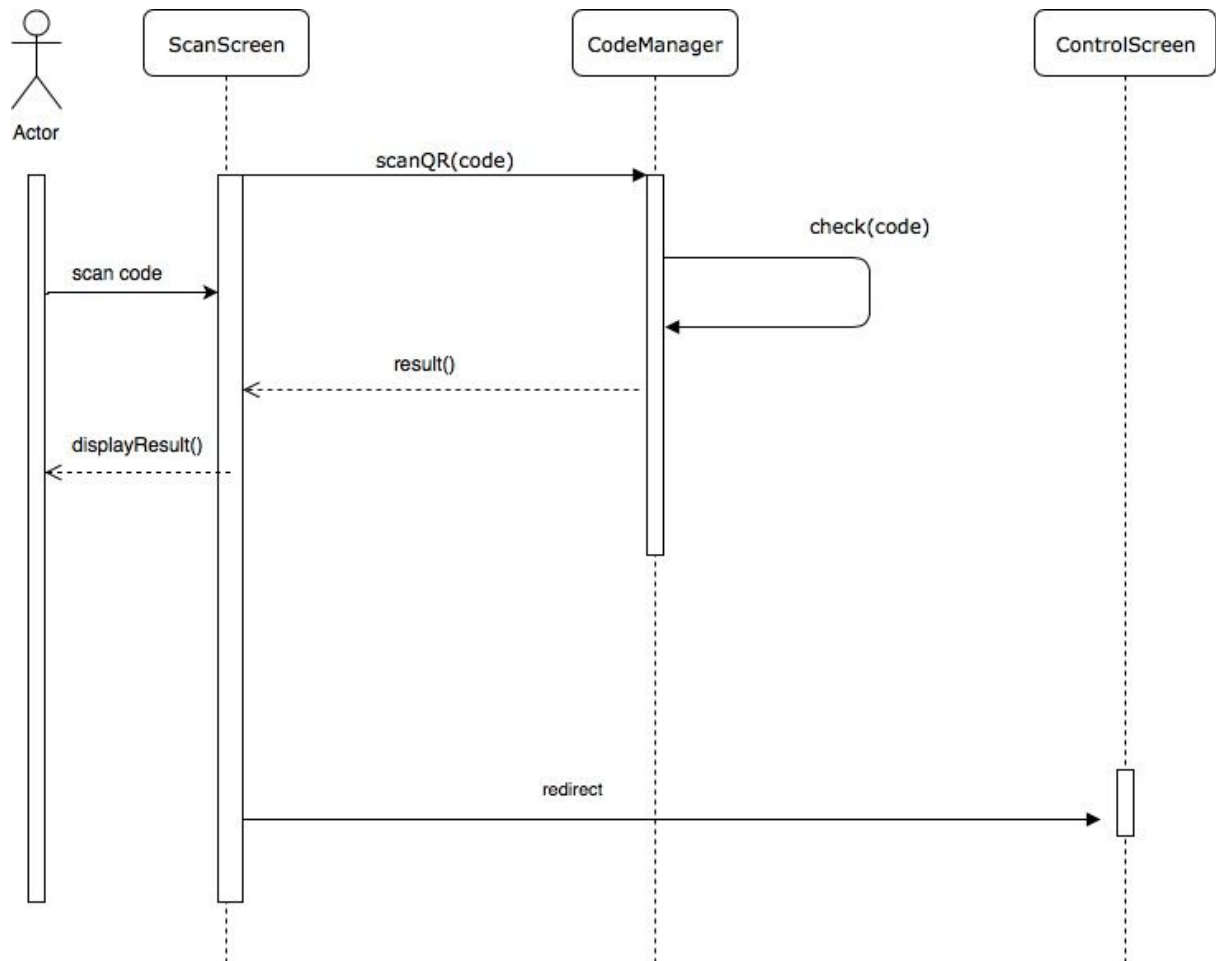 ScanScreen
CodeManager
ControlScreen
Actor
scanQR(code)
check(code)
scan code
result()
displayResult()
redirect